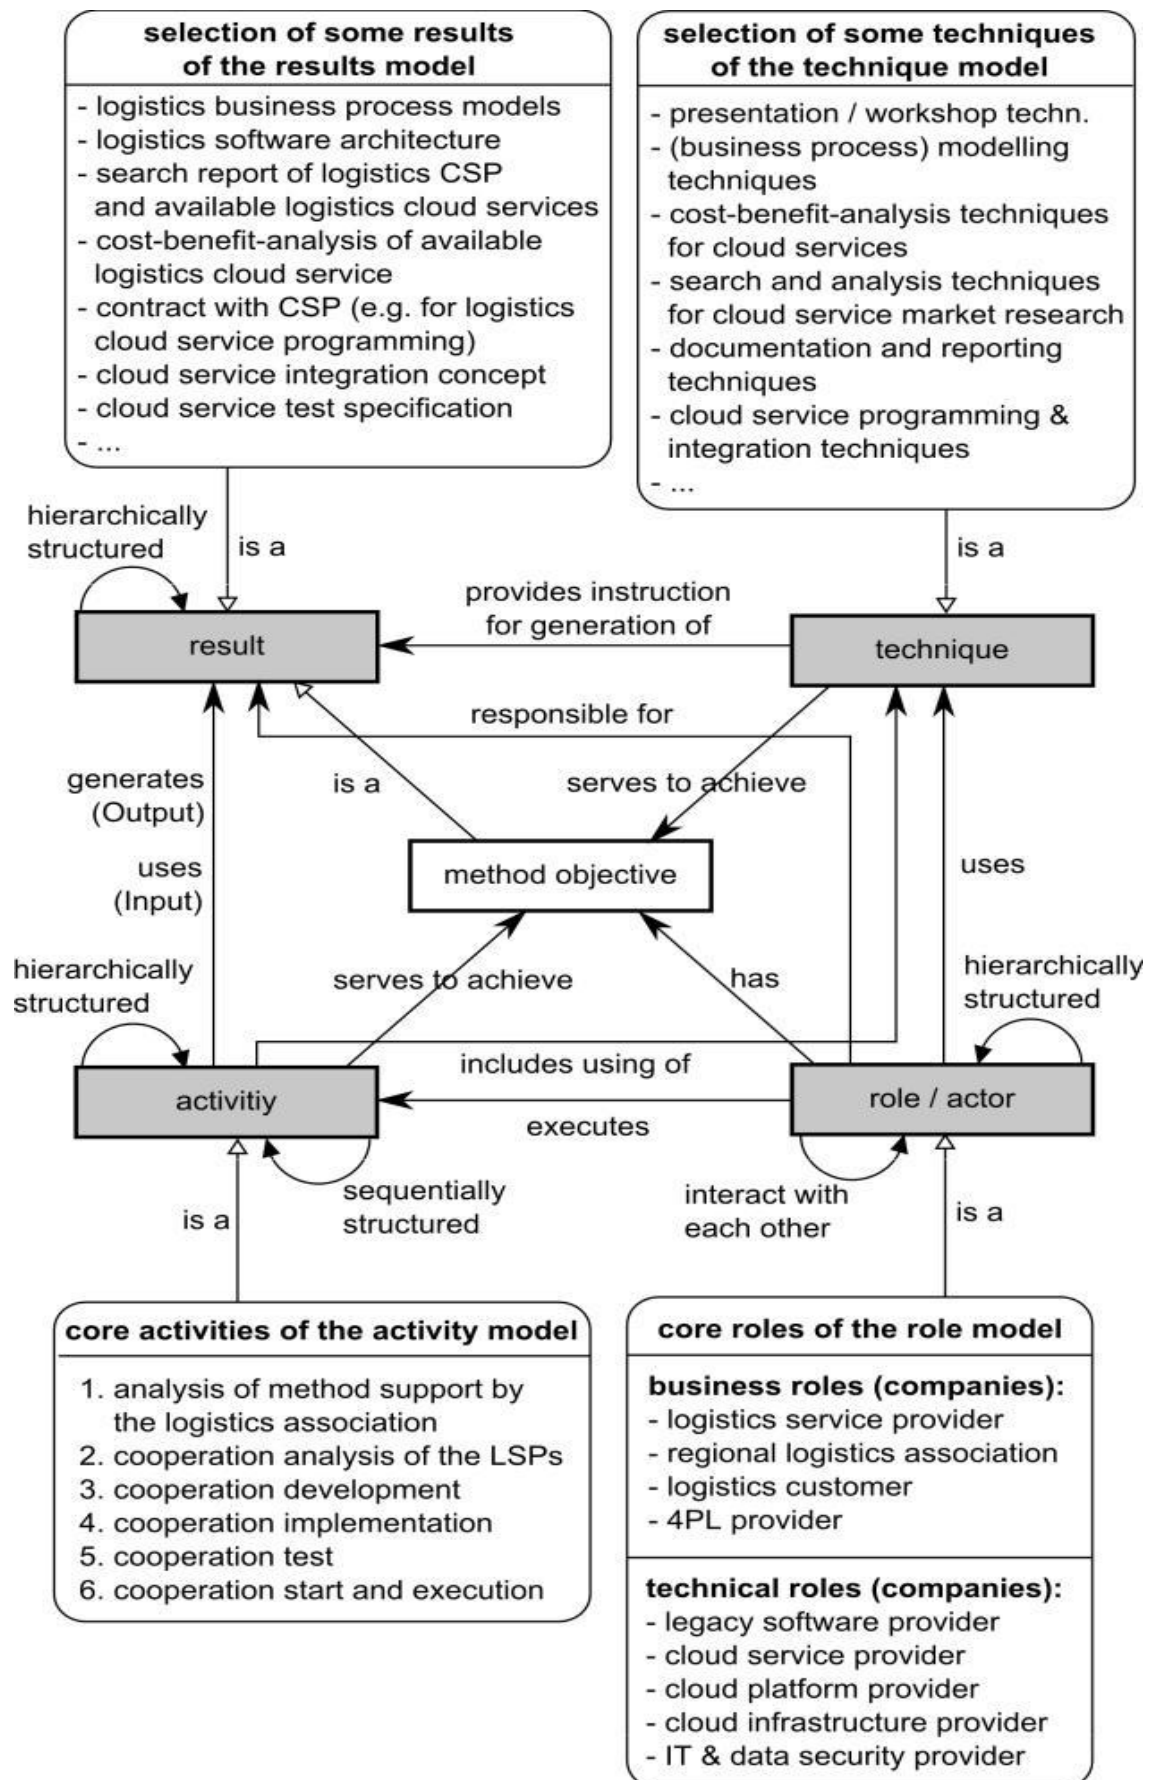 selection of some results
of the results model
- logistics business process models
- logistics software architecture
- search report of logistics CSP
and available logistics cloud services
- cost-benefit-analysis of available
logistics cloud service
- contract with CSP (e.g. for logistics
cloud service programming)
- cloud service integration concept
- cloud service test specification
- ...
selection of some techniques
of the technique model
- presentation / workshop techn.
- (business process) modelling
techniques
- cost-benefit-analysis techniques
for cloud services
- search and analysis techniques
for cloud service market research
- documentation and reporting
techniques
- cloud service programming &
integration techniques
- ...
hierarchically
structured
is a
is a
provides instruction
for generation of
result
technique
responsible for
generates
(Output)
is a
serves to achieve
method objective
uses
(Input)
uses
hierarchically
structured
serves to achieve
has
hierarchically
structured
includes using of
activitiy
role / actor
executes
sequentially
structured
is a
interact with
each other
is a
core activities of the activity model
1. analysis of method support by
the logistics association
2. cooperation analysis of the LSPs
3. cooperation development
4. cooperation implementation
5. cooperation test
6. cooperation start and execution
core roles of the role model
business roles (companies):
- logistics service provider
- regional logistics association
- logistics customer
- 4PL provider
technical roles (companies):
- legacy software provider
- cloud service provider
- cloud platform provider
- cloud infrastructure provider
- IT & data security provider